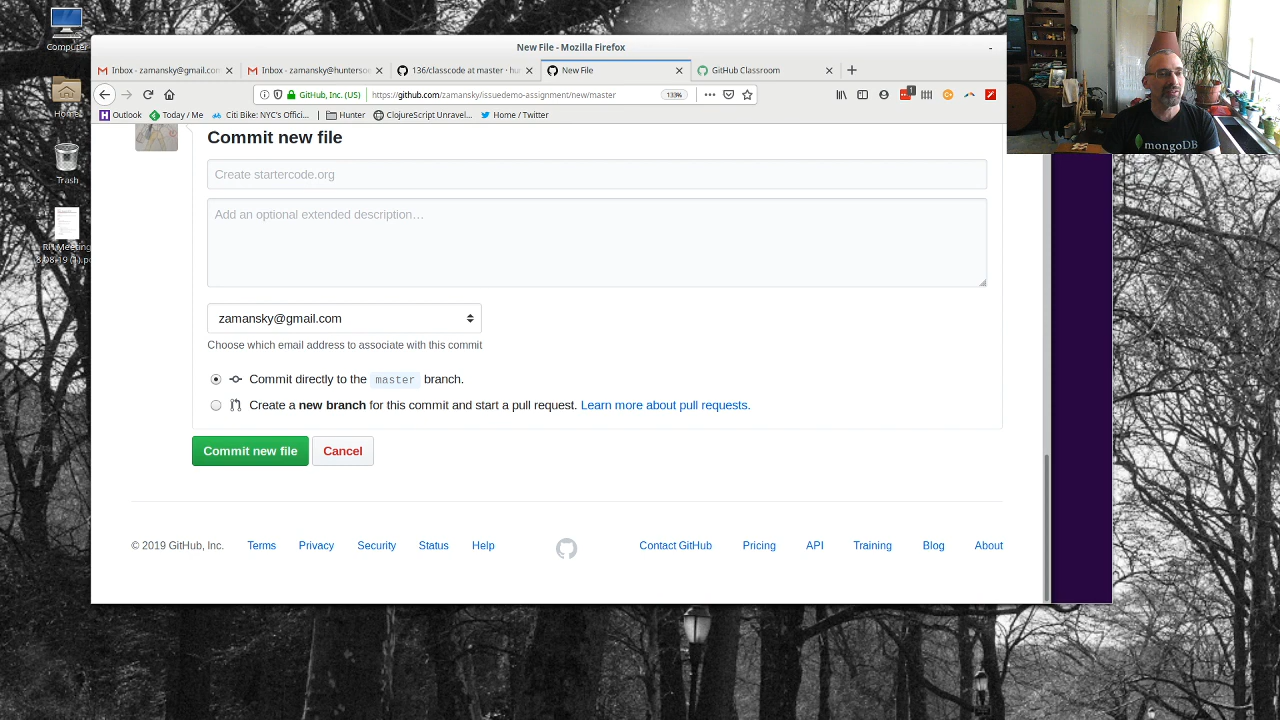 Computer
New File - Mozilla Firefox
Inbox - zamansky@gmail.com
Inbox - zamansky@
136/classcode at master · 
New File
GitHub Classroom
GitHub, Inc. (US)
https://github.com/zamansky/issuedemo-assignment/new/master
133%
1
Home
Outlook
Today / Me
Citi Bike: NYC's Offici...
Hunter
ClojureScript Unravel...
Home / Twitter
mongoDB
Commit new file
Create startercode.org
Trash
Add an optional extended description…
zamansky@gmail.com
Choose which email address to associate with this commit
Commit directly to the master branch.
Create a new branch for this commit and start a pull request. Learn more about pull requests.
Commit new file
Cancel
© 2019 GitHub, Inc.
Terms
Privacy
Security
Status
Help
Contact GitHub
Pricing
API
Training
Blog
About